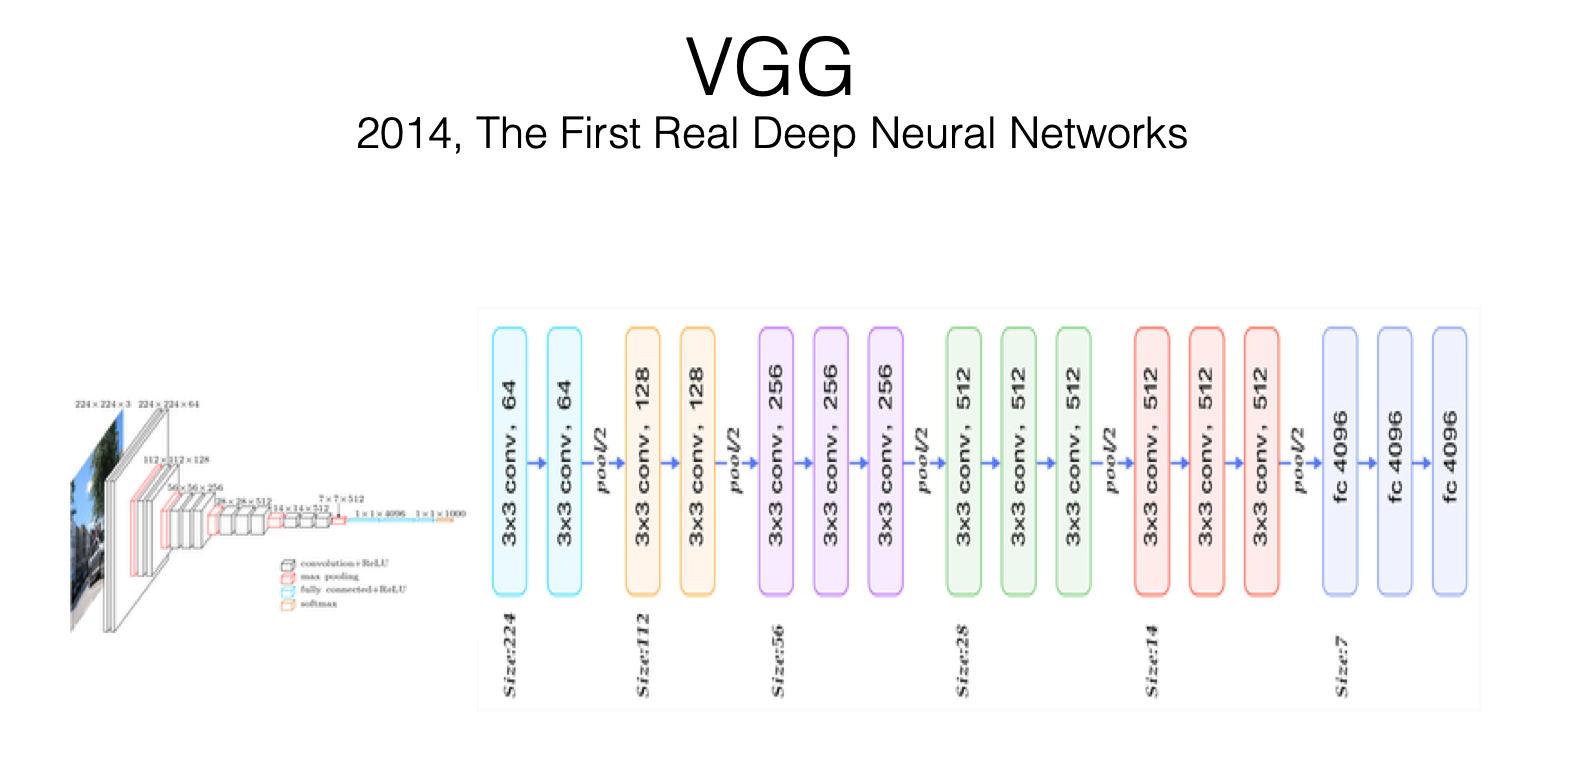 VGG
2014, The First Real Deep Neural Networks
224×224×3 224×224×64
112×112×128
56×56×256
28×28×512
14×14×512
7×7×512
1×1×4096 1×1×1000
convolution+ReLU
max pooling
fully connected+ReLU
softmax
3x3 conv, 64
3x3 conv, 64
pool/2
3x3 conv, 128
3x3 conv, 128
pool/2
3x3 conv, 256
3x3 conv, 256
3x3 conv, 256
pool/2
3x3 conv, 512
3x3 conv, 512
3x3 conv, 512
pool/2
3x3 conv, 512
3x3 conv, 512
3x3 conv, 512
pool/2
fc 4096
fc 4096
fc 4096
Size:224
Size:112
Size:56
Size:28
Size:14
Size:7